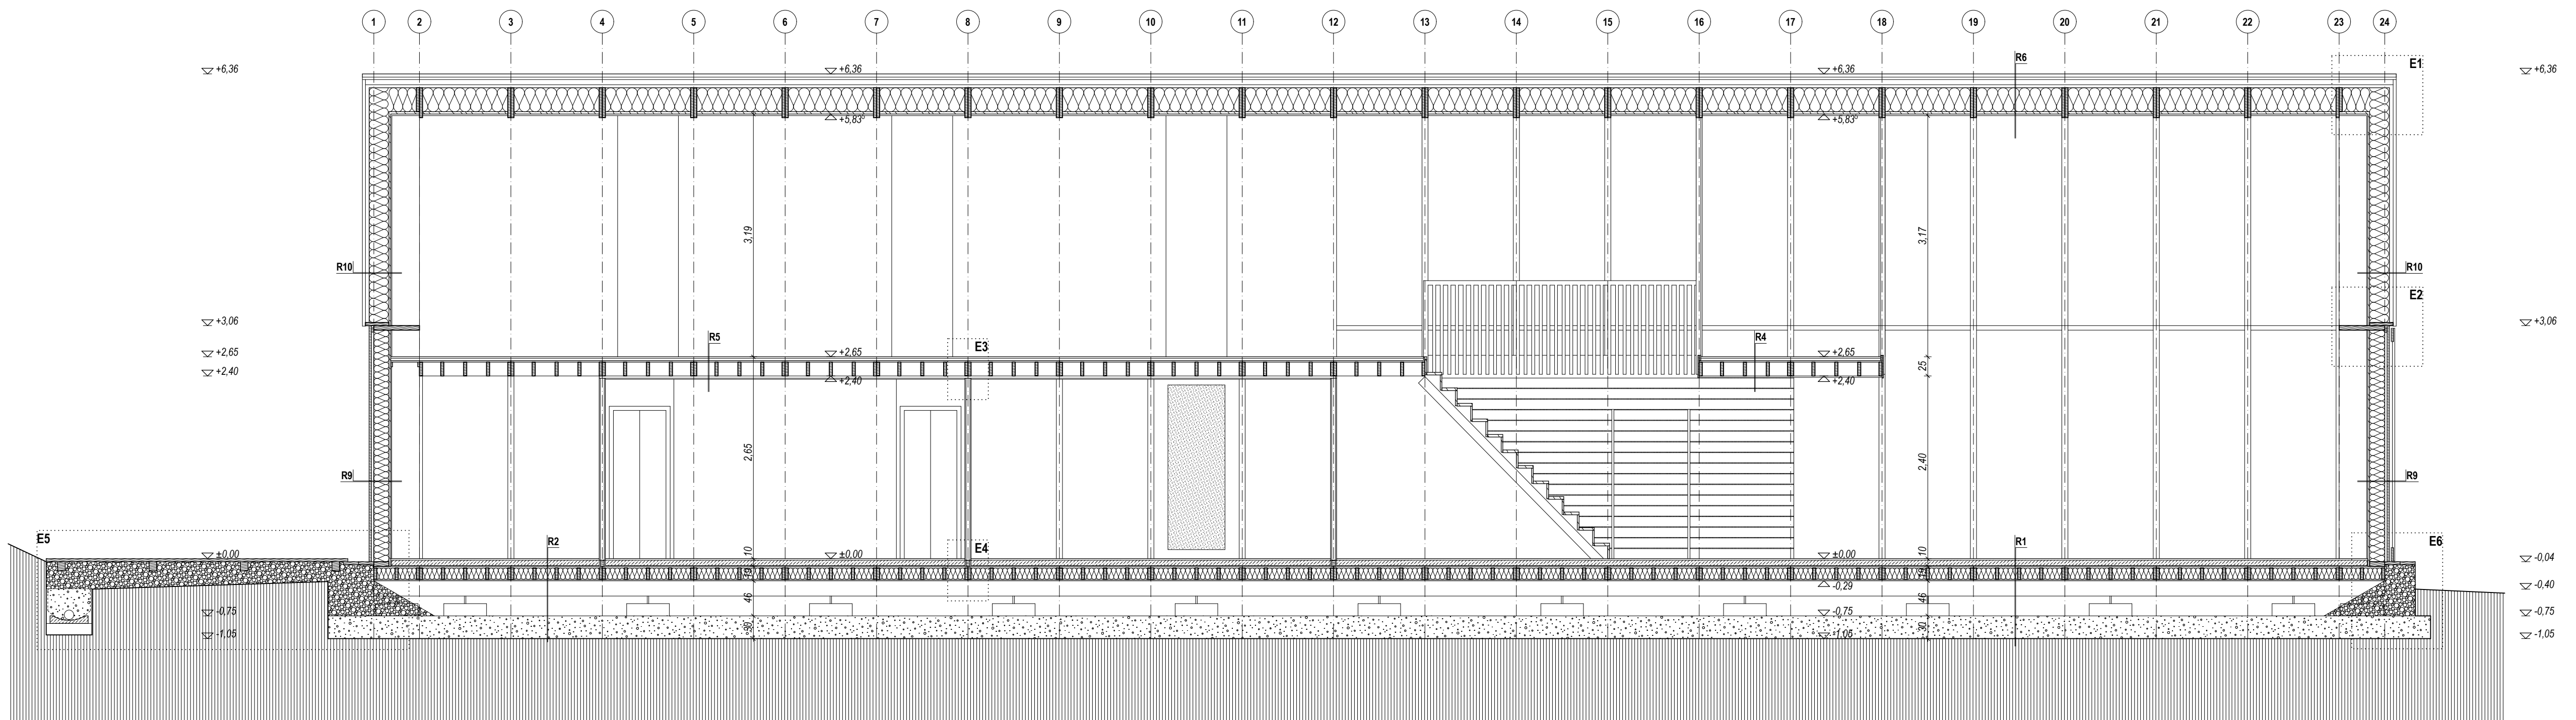 1 2 3 4 5 6 7 8 9 10 11 12 13 14 15 16 17 18 19 20 21 22 23 24
R6
E1
+6,36 +6,36 +6,36 +6,36
+5,83⁰ +5,83⁰
3,19 3,17
R10 R10
E2
+3,06 +3,06
R5 E3 R4
+2,65 +2,65 +2,65
25
+2,40 +2,40 +2,40
2,65 2,40
R9 R9
E5 R2 E4 R1 E6
±0,00 ±0,00 ±0,00 -0,04
10 10
19 19
-0,29 -0,40
46 46
-0,75 -0,75 -0,75
30 30
-1,05 -1,05 -1,05